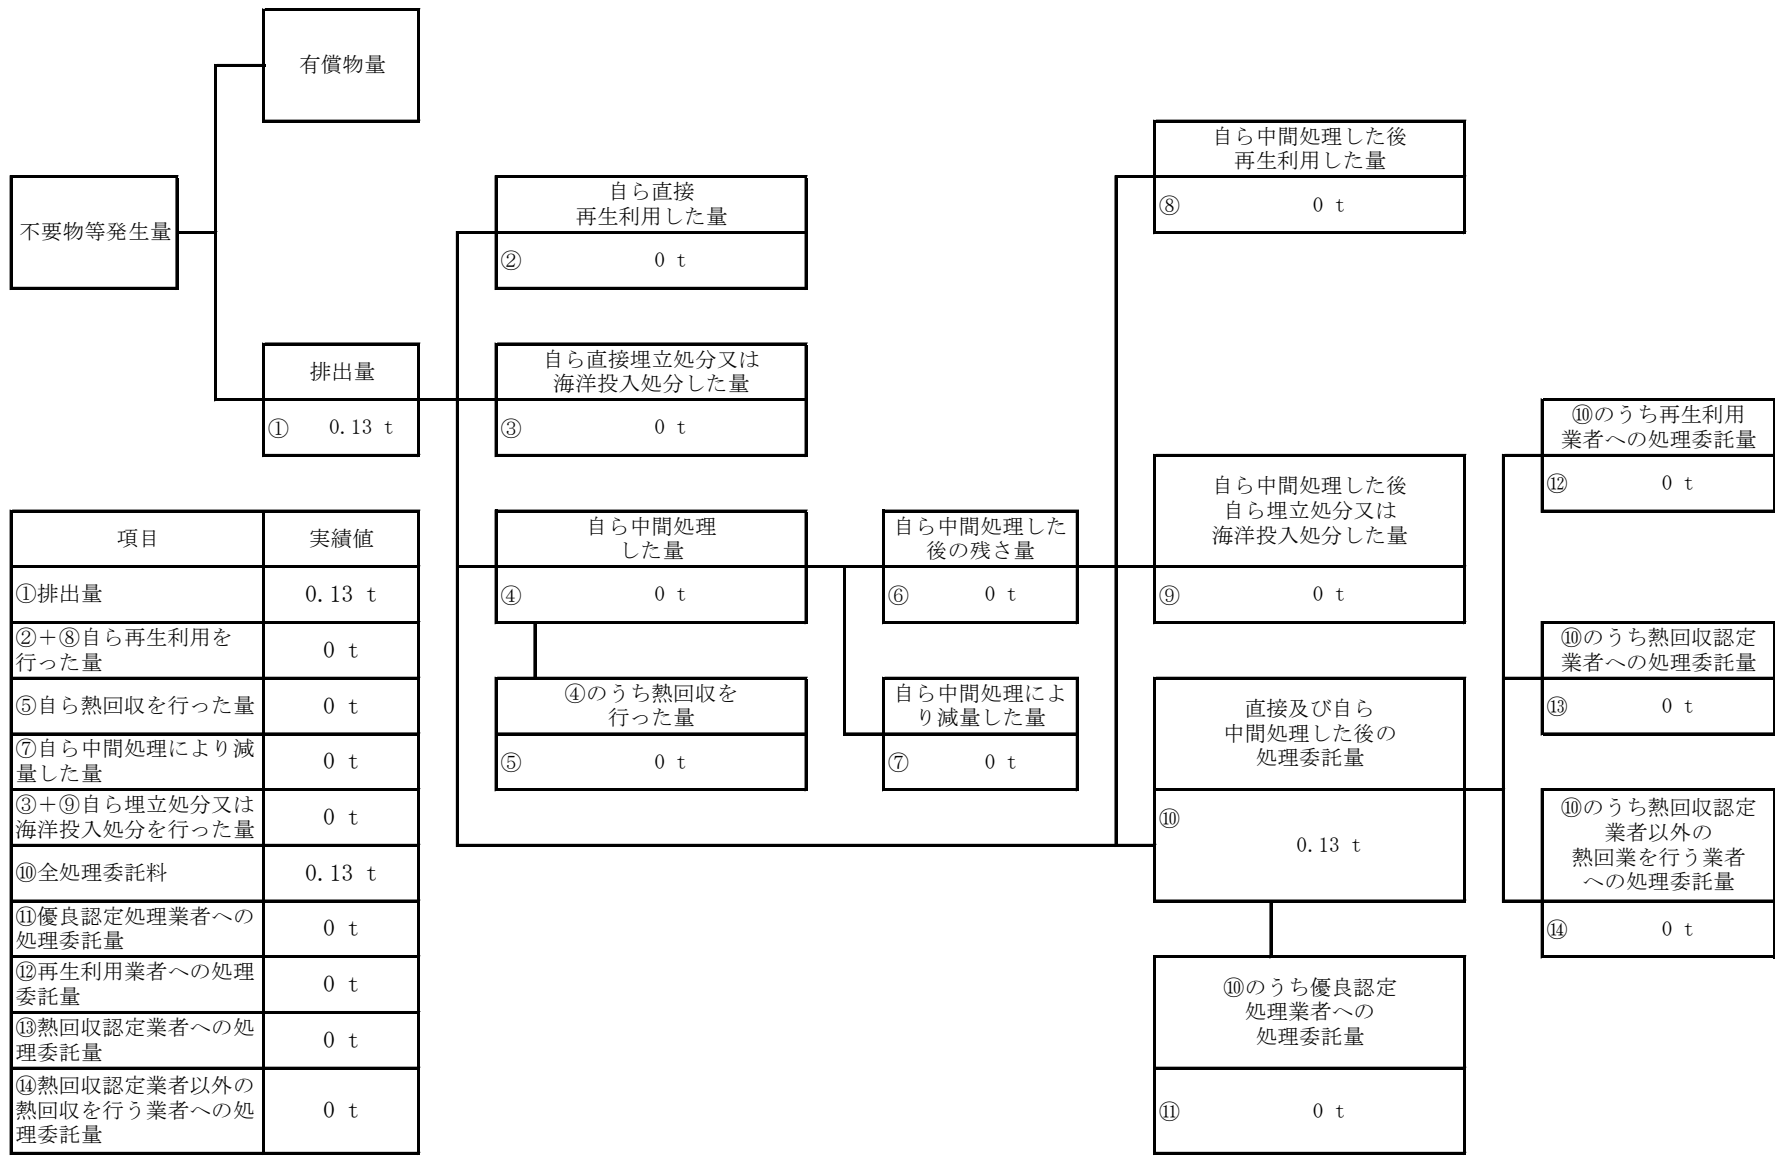 有償物量
不要物等発生量
排出量
① 0.13 t
自ら直接
再生利用した量
② 0 t
自ら直接埋立処分又は
海洋投入処分した量
③ 0 t
自ら中間処理
した量
④ 0 t
④のうち熱回収を
行った量
⑤ 0 t
自ら中間処理した
後の残さ量
⑥ 0 t
自ら中間処理によ
り減量した量
⑦ 0 t
自ら中間処理した後
再生利用した量
⑧ 0 t
自ら中間処理した後
自ら埋立処分又は
海洋投入処分した量
⑨ 0 t
直接及び自ら
中間処理した後の
処理委託量
⑩
0.13 t
⑩のうち優良認定
処理業者への
処理委託量
⑪ 0 t
⑩のうち再生利用
業者への処理委託量
⑫ 0 t
⑩のうち熱回収認定
業者への処理委託量
⑬ 0 t
⑩のうち熱回収認定
業者以外の
熱回業を行う業者
への処理委託量
⑭ 0 t
項目 実績値
①排出量 0.13 t
②＋⑧自ら再生利用を
行った量 0 t
⑤自ら熱回収を行った量 0 t
⑦自ら中間処理により減
量した量 0 t
③＋⑨自ら埋立処分又は
海洋投入処分を行った量 0 t
⑩全処理委託料 0.13 t
⑪優良認定処理業者への
処理委託量 0 t
⑫再生利用業者への処理
委託量 0 t
⑬熱回収認定業者への処
理委託量 0 t
⑭熱回収認定業者以外の
熱回収を行う業者への処
理委託量 0 t